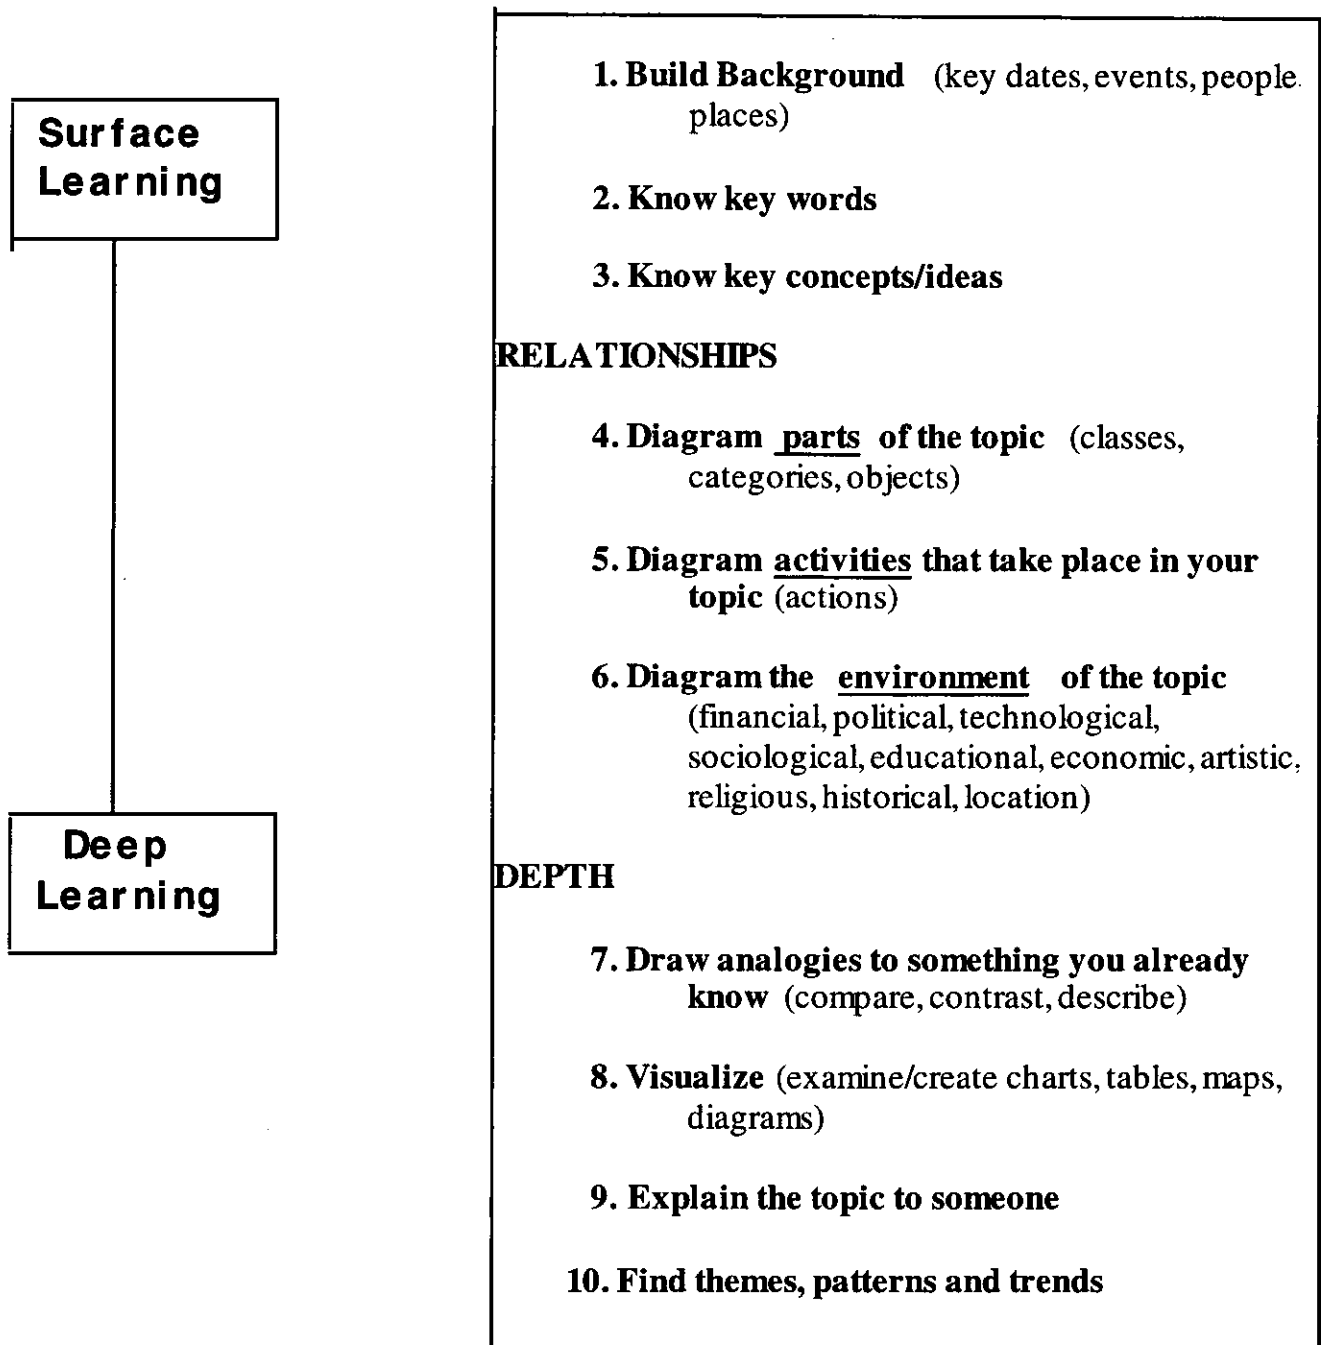 Surface
Learning
Deep
Learning
1. Build Background (key dates, events, people.
places)
2. Know key words
3. Know key concepts/ideas
RELATIONSHIPS
4. Diagram parts of the topic (classes,
categories, objects)
5. Diagram activities that take place in your
topic (actions)
6. Diagram the environment of the topic
(financial, political, technological,
sociological, educational, economic, artistic,
religious, historical, location)
DEPTH
7. Draw analogies to something you already
know (compare, contrast, describe)
8. Visualize (examine/create charts, tables, maps,
diagrams)
9. Explain the topic to someone
10. Find themes, patterns and trends